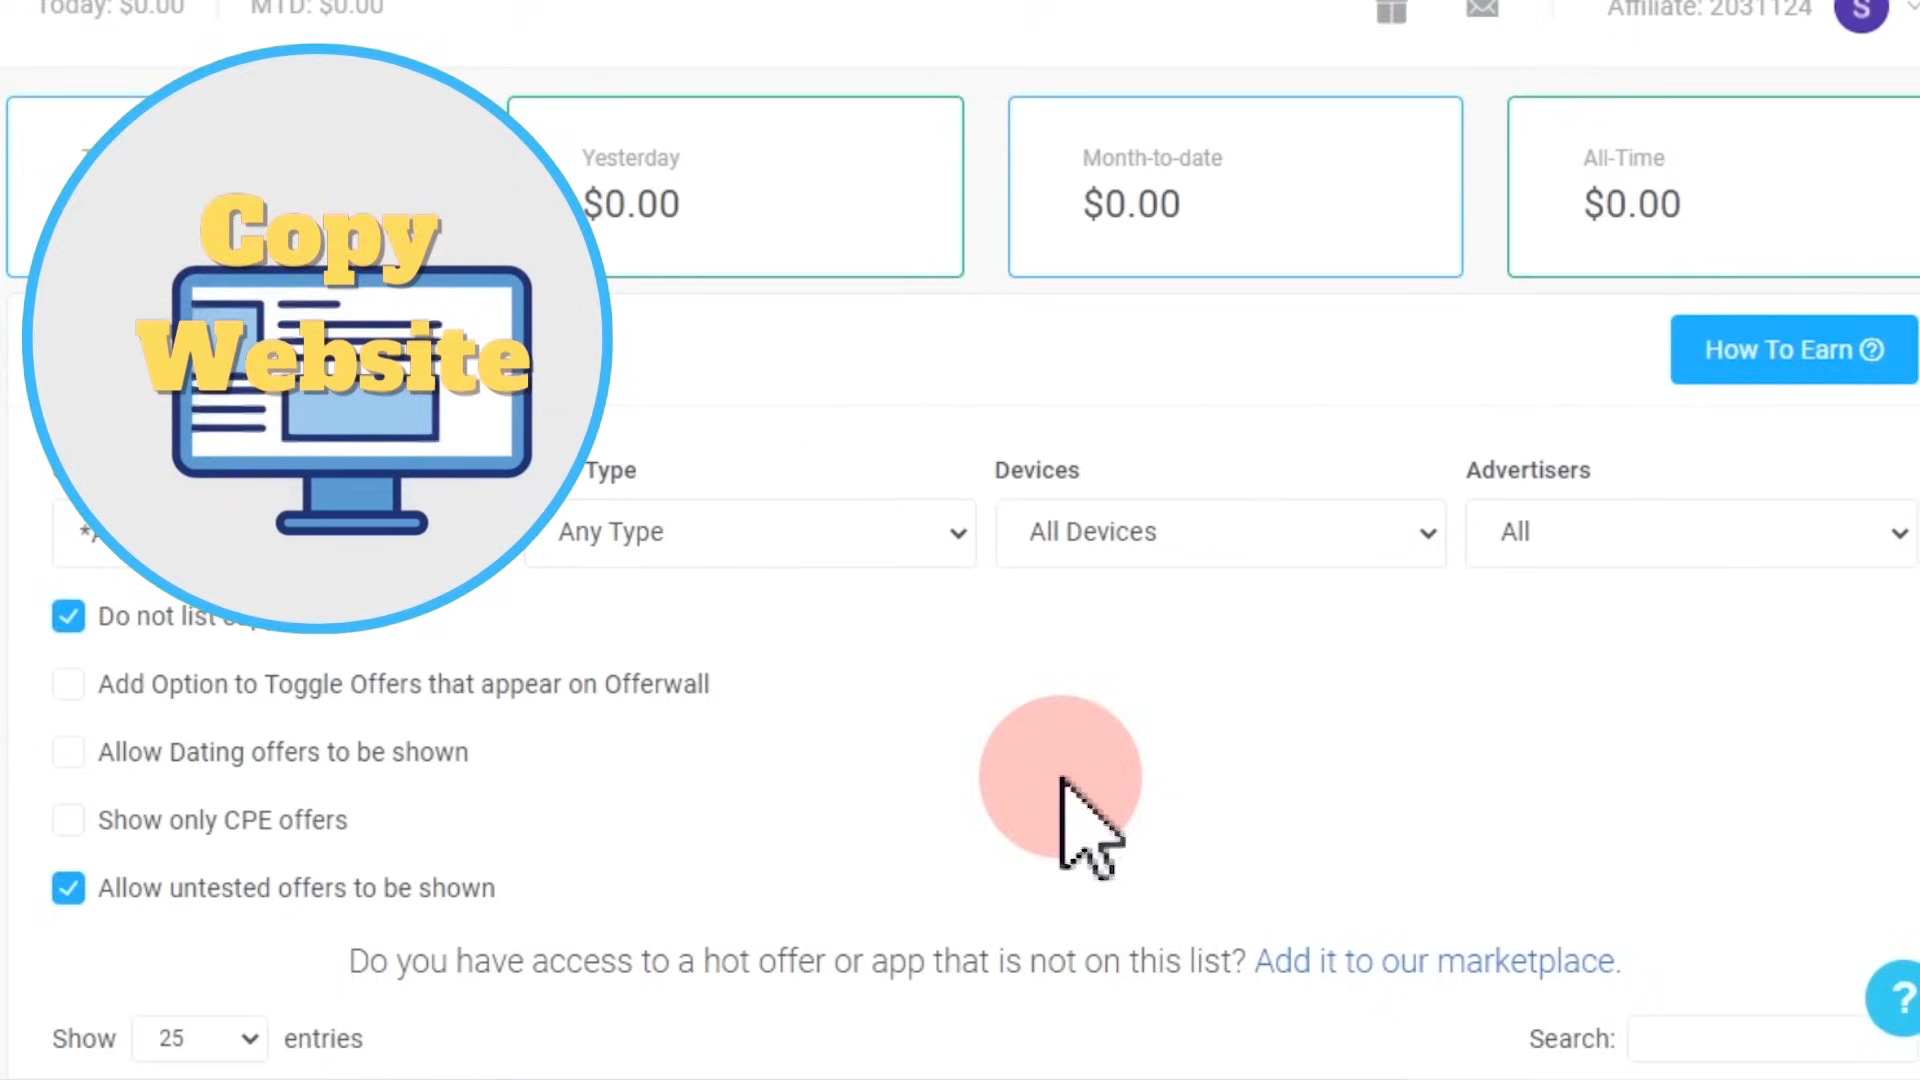 Today: $0.00
MTD: $0.00
Affiliate: 2031124
S
Copy
Website
Yesterday
$0.00
Month-to-date
$0.00
All-Time
$0.00
How To Earn ?
Type
Any Type
Devices
All Devices
Advertisers
All
Do not list
Add Option to Toggle Offers that appear on Offerwall
Allow Dating offers to be shown
Show only CPE offers
Allow untested offers to be shown
Do you have access to a hot offer or app that is not on this list? Add it to our marketplace.
?
Show 25 entries
Search: